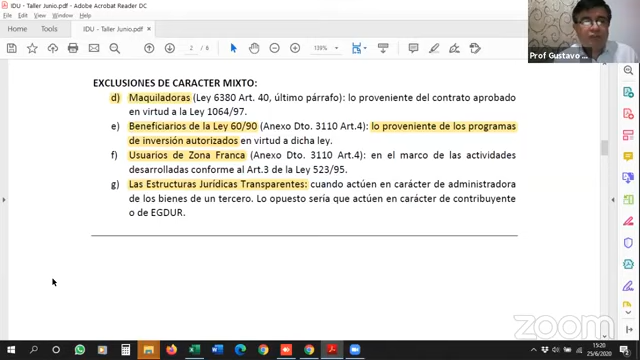 IDU - Taller Junio.pdf - Adobe Acrobat Reader DC
File Edit View Window Help
Home Tools IDU - Taller Junio.pdf ×
2 / 6 139%
Prof Gustavo ...
EXCLUSIONES DE CARACTER MIXTO:
d) Maquiladoras (Ley 6380 Art. 40, último párrafo): lo proveniente del contrato aprobado
en virtud a la Ley 1064/97.
e) Beneficiarios de la Ley 60/90 (Anexo Dto. 3110 Art.4): lo proveniente de los programas
de inversión autorizados en virtud a dicha ley.
f) Usuarios de Zona Franca (Anexo Dto. 3110 Art.4): en el marco de las actividades
desarrolladas conforme al Art.3 de la Ley 523/95.
g) Las Estructuras Jurídicas Transparentes: cuando actúen en carácter de administradora
de los bienes de un tercero. Lo opuesto sería que actúen en carácter de contribuyente
o de EGDUR.
zoom
15:20
25/6/2020